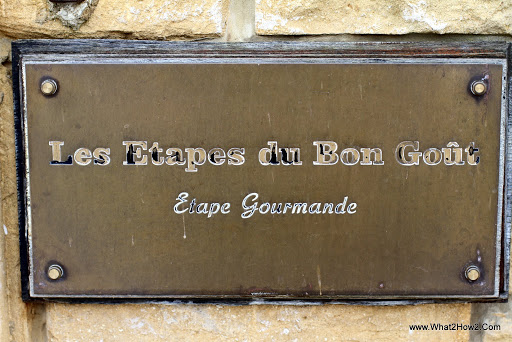 Les Etapes du Bon Goût
Etape Gourmande
www.What2How2.Com